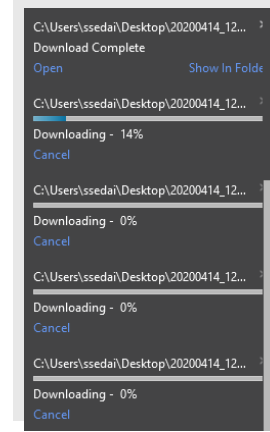 C:\Users\ssedai\Desktop\20200414_12...
Download Complete
Open Show In Folde
C:\Users\ssedai\Desktop\20200414_12...
Downloading - 14%
Cancel
C:\Users\ssedai\Desktop\20200414_12...
Downloading - 0%
Cancel
C:\Users\ssedai\Desktop\20200414_12...
Downloading - 0%
Cancel
C:\Users\ssedai\Desktop\20200414_12...
Downloading - 0%
Cancel